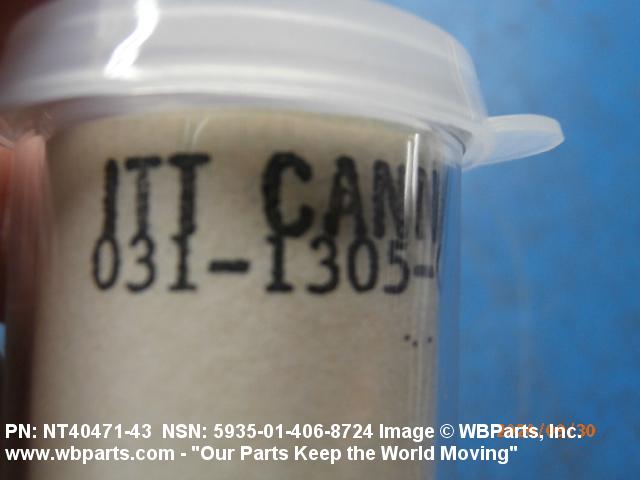 ITT CANN
031-1305-
PN: NT40471-43 NSN: 5935-01-406-8724 Image © WBParts, Inc.
www.wbparts.com - "Our Parts Keep the World Moving"